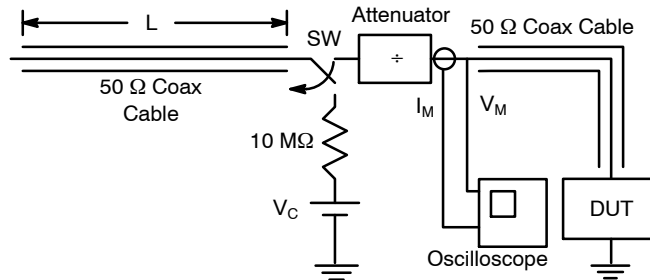 L
SW
Attenuator
÷
50 Ω Coax Cable
50 Ω Coax
Cable
I_M
V_M
10 MΩ
V_C
DUT
Oscilloscope